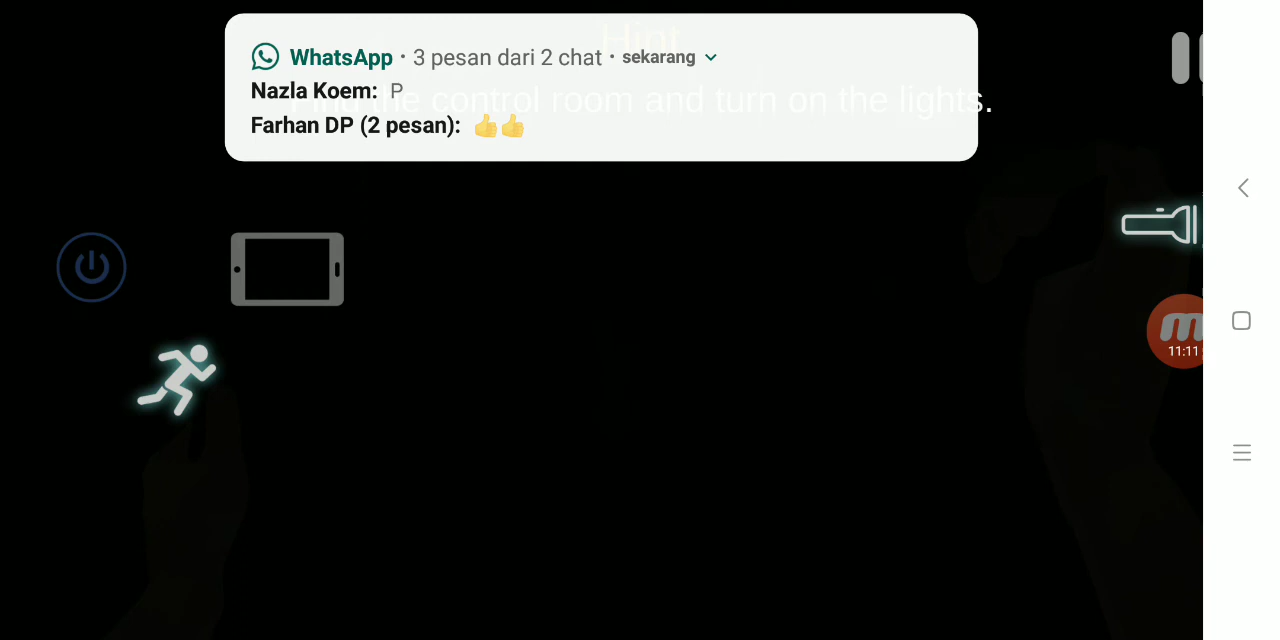 Hint
WhatsApp · 3 pesan dari 2 chat · sekarang
Nazla Koem: P
Find the control room and turn on the lights.
Farhan DP (2 pesan): 👍👍
11:11